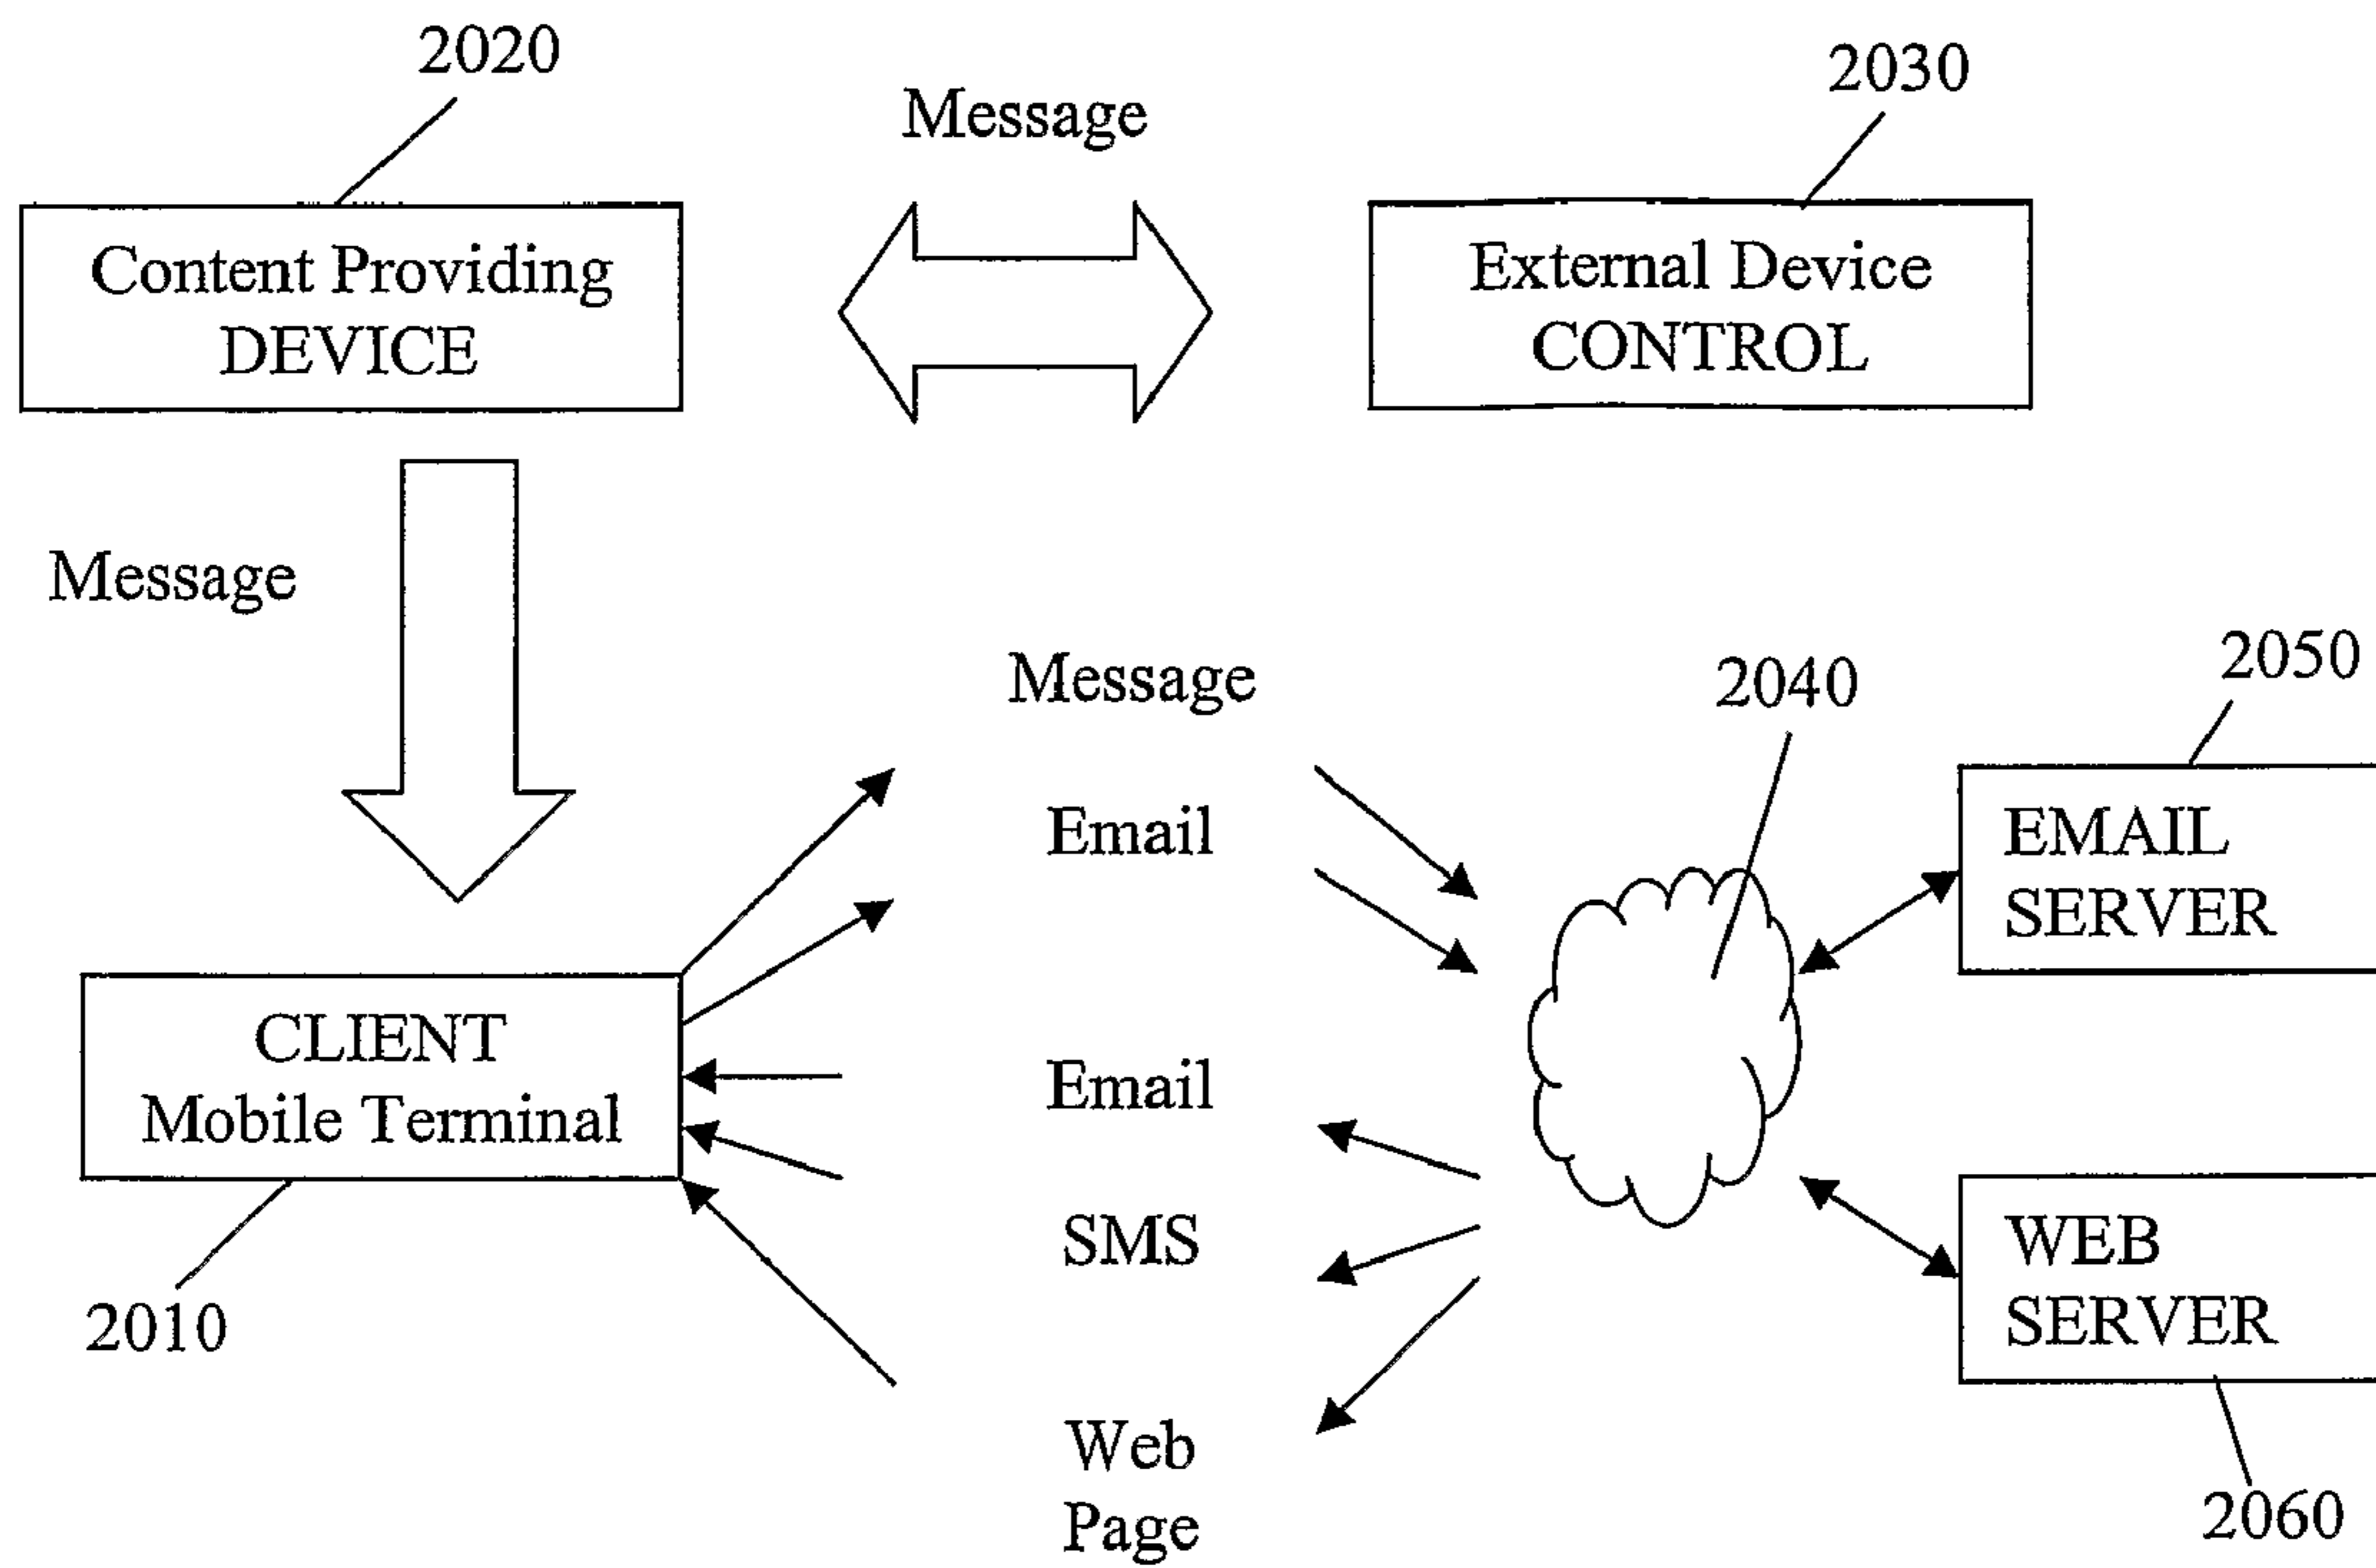 2020
2030
Message
Content Providing
DEVICE
External Device
CONTROL
Message
Message
2040
2050
Email
EMAIL
SERVER
CLIENT
Mobile Terminal
Email
SMS
WEB
SERVER
2010
Web
Page
2060